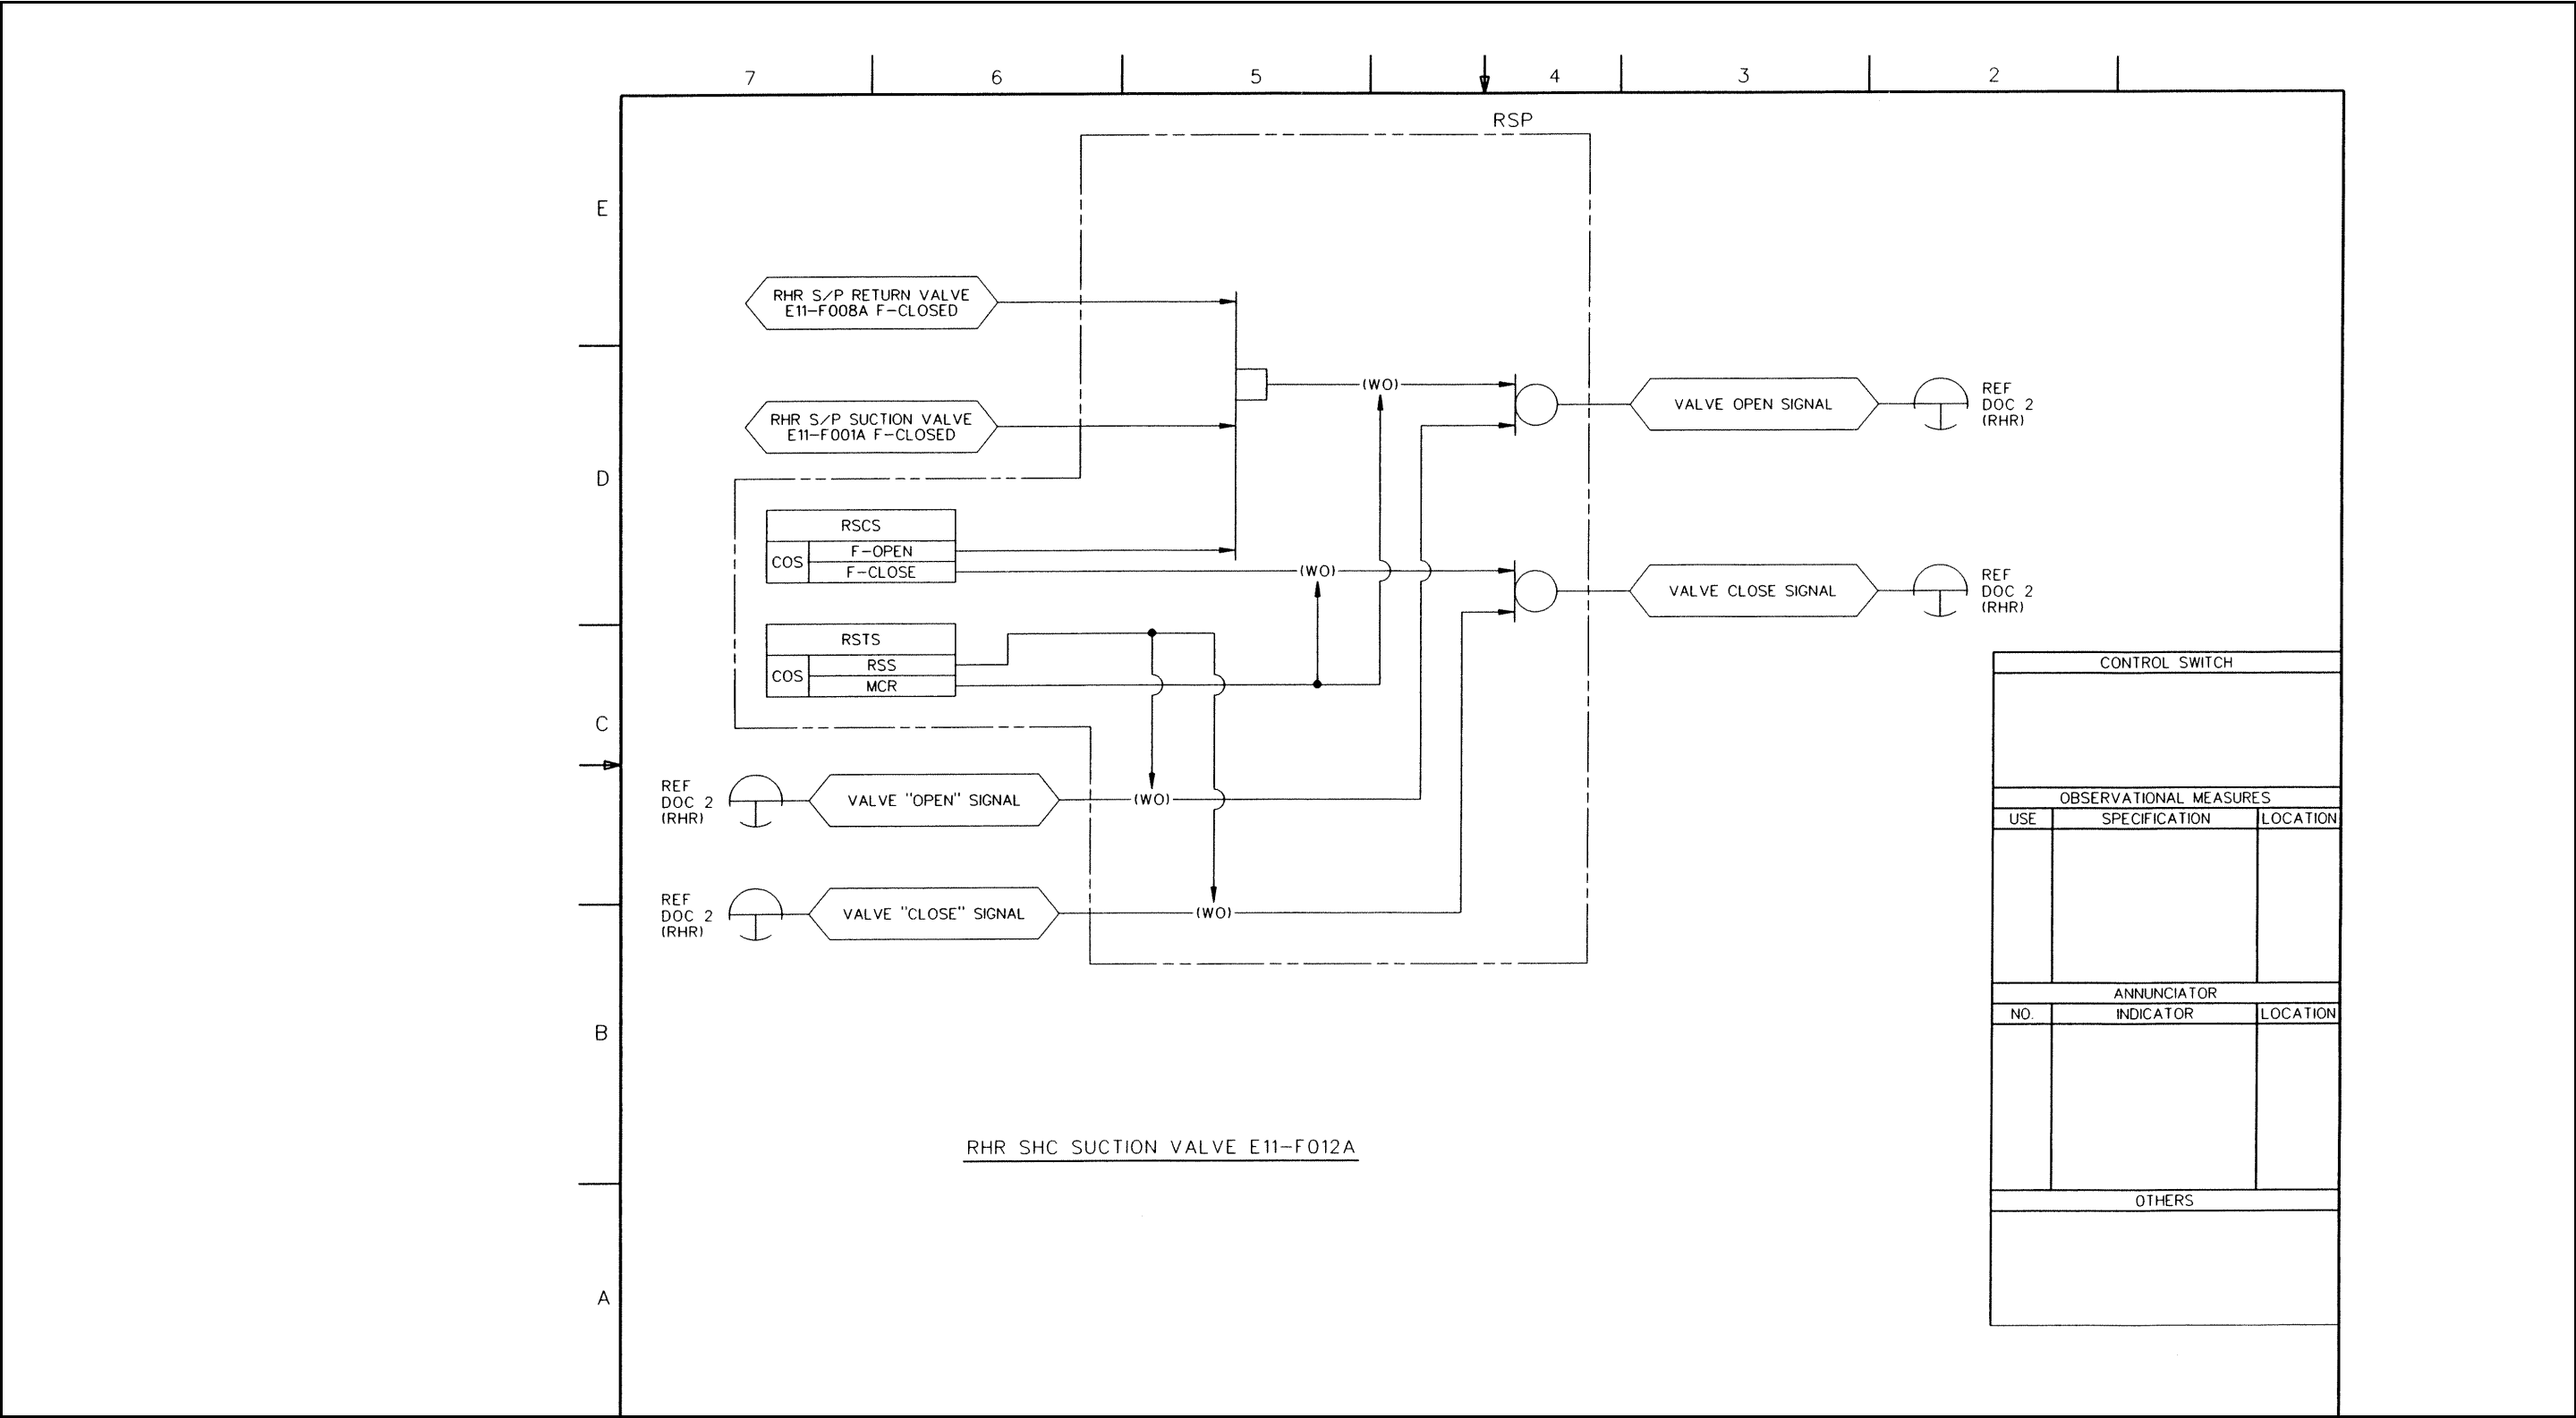 7
6
5
4
3
2
RSP
E
RHR S/P RETURN VALVE
E11-F008A F-CLOSED
(WO)
VALVE OPEN SIGNAL
REF
DOC 2
(RHR)
RHR S/P SUCTION VALVE
E11-F001A F-CLOSED
D
RSCS
COS
F-OPEN
F-CLOSE
(WO)
VALVE CLOSE SIGNAL
REF
DOC 2
(RHR)
RSTS
COS
RSS
MCR
C
REF
DOC 2
(RHR)
VALVE "OPEN" SIGNAL
(WO)
REF
DOC 2
(RHR)
VALVE "CLOSE" SIGNAL
(WO)
CONTROL SWITCH
OBSERVATIONAL MEASURES
USE
SPECIFICATION
LOCATION
ANNUNCIATOR
NO.
INDICATOR
LOCATION
OTHERS
B
RHR SHC SUCTION VALVE E11-F012A
A